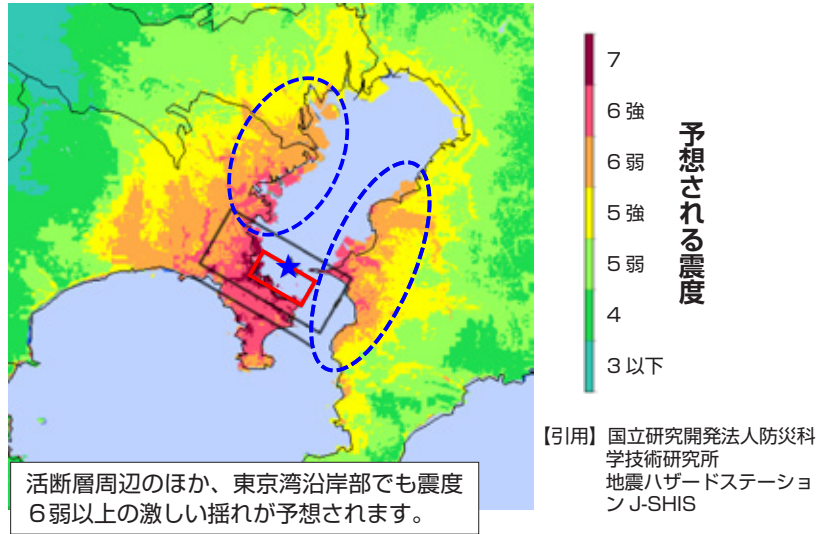 7
6強
6弱
5強
5弱
4
3以下
予想される震度
【引用】国立研究開発法人防災科
学技術研究所
地震ハザードステーショ
ン J-SHIS
活断層周辺のほか、東京湾沿岸部でも震度
6弱以上の激しい揺れが予想されます。